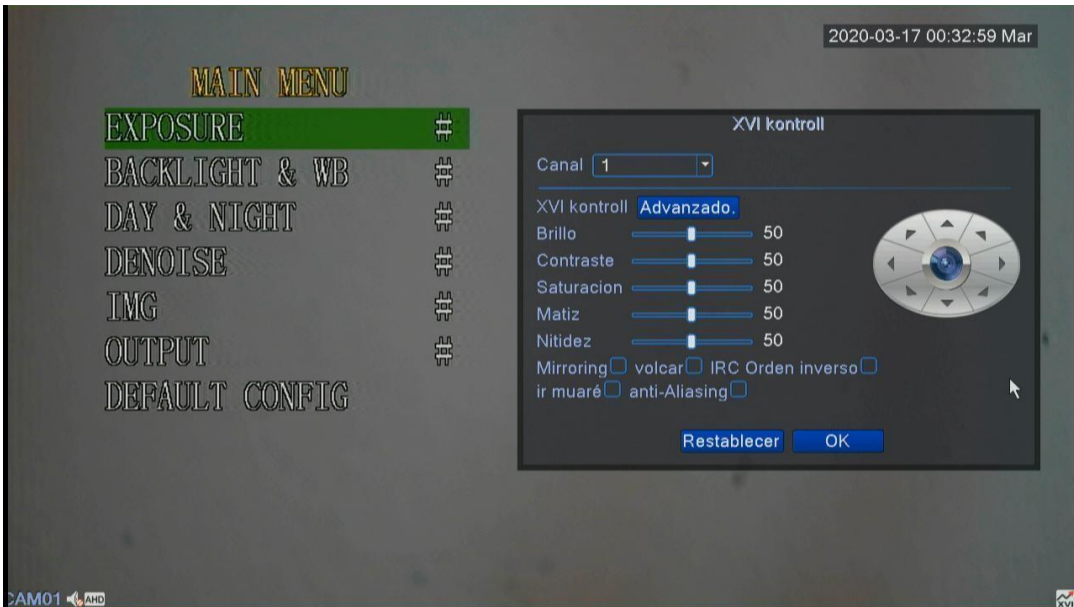 2020-03-17 00:32:59 Mar
MAIN MENU
EXPOSURE #
BACKLIGHT & WB #
DAY & NIGHT #
DENOISE #
IMG #
OUTPUT #
DEFAULT CONFIG
XVI kontroll
Canal 1
XVI kontroll Advanzado.
Brillo 50
Contraste 50
Saturacion 50
Matiz 50
Nitidez 50
Mirroring volcar IRC Orden inverso
ir muaré anti-Aliasing
Restablecer OK
CAM01 AHD
XVI